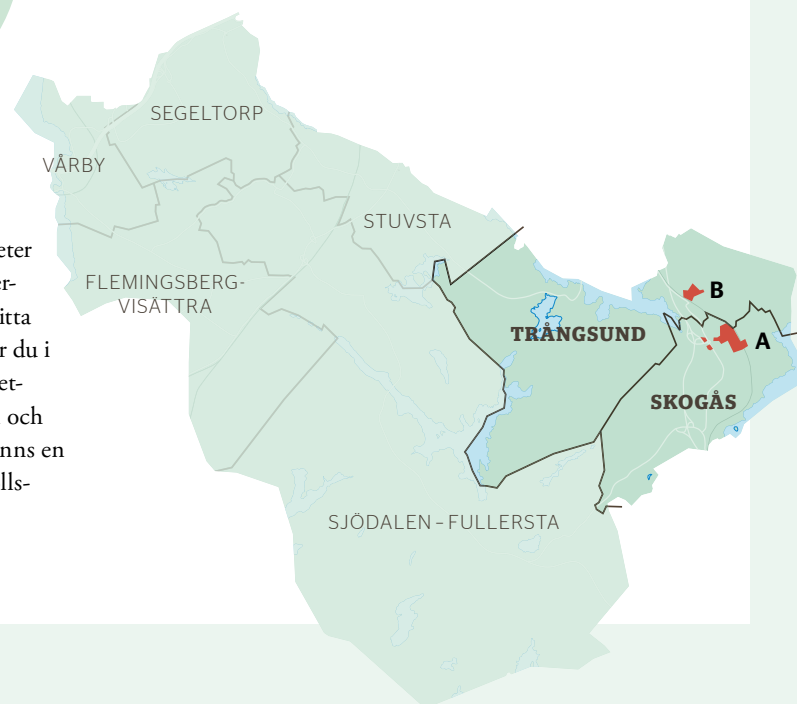 eter
er-
itta
r du i
et-
och
nns en
lls-
SEGELTORP
VÅRBY
STUVSTA
FLEMINGSBERG-
VISÄTTRA
B
TRÅNGSUND
A
SKOGÅS
SJÖDALEN–FULLERSTA